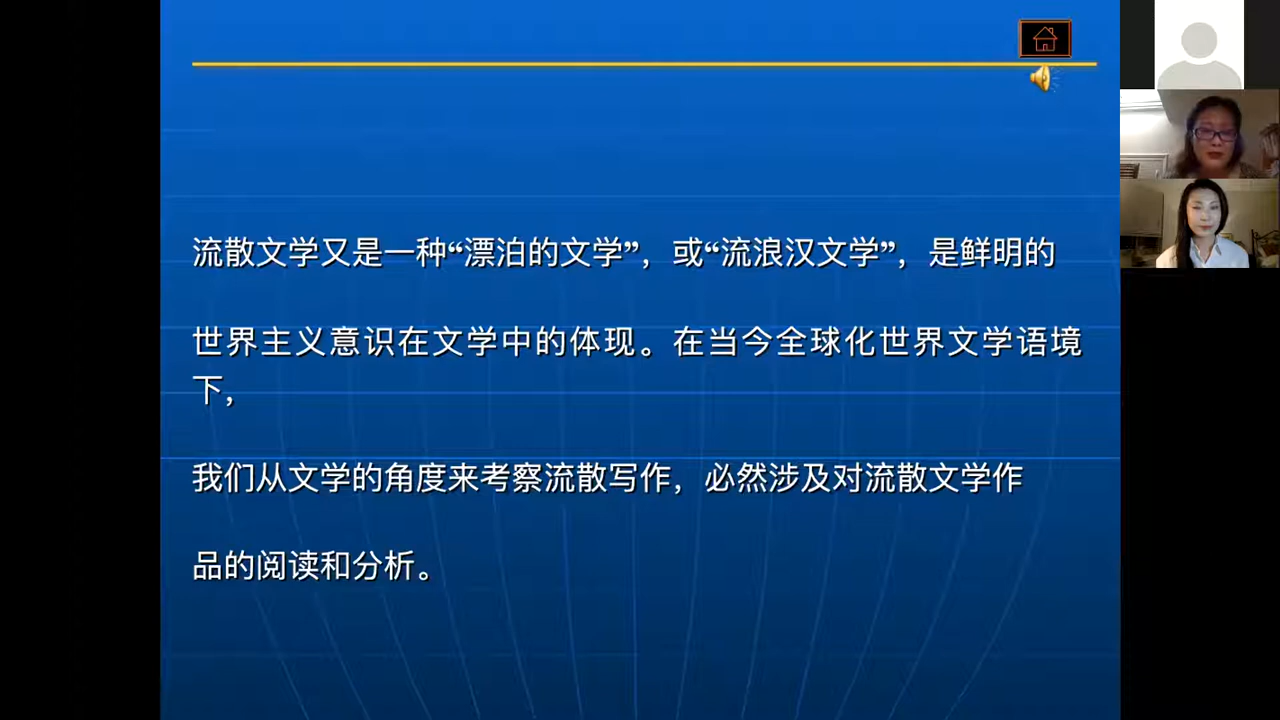 流散文学又是一种“漂泊的文学”，或“流浪汉文学”，是鲜明的
世界主义意识在文学中的体现。在当今全球化世界文学语境
下，
我们从文学的角度来考察流散写作，必然涉及对流散文学作
品的阅读和分析。